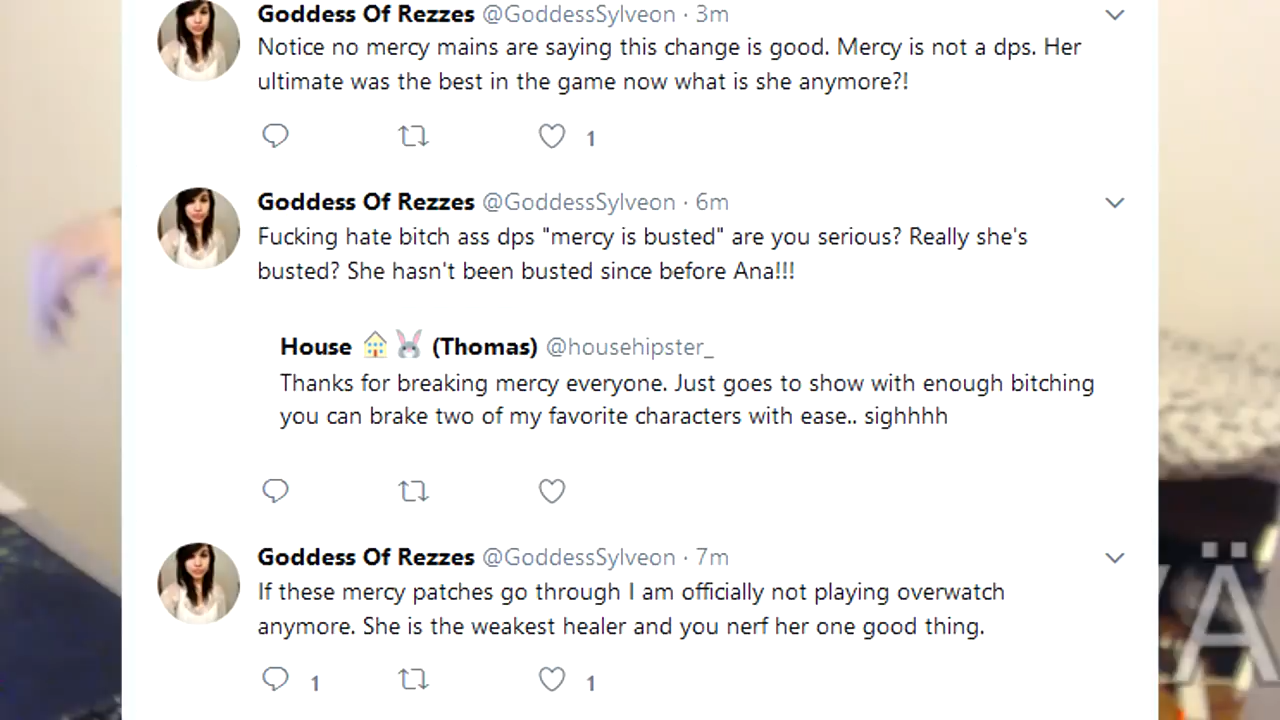 Goddess Of Rezzes @GoddessSylveon · 3m
Notice no mercy mains are saying this change is good. Mercy is not a dps. Her
ultimate was the best in the game now what is she anymore?!
1
Goddess Of Rezzes @GoddessSylveon · 6m
Fucking hate bitch ass dps "mercy is busted" are you serious? Really she's
busted? She hasn't been busted since before Ana!!!
House 🏠🐰 (Thomas) @househipster_
Thanks for breaking mercy everyone. Just goes to show with enough bitching
you can brake two of my favorite characters with ease.. sighhhh
Goddess Of Rezzes @GoddessSylveon · 7m
If these mercy patches go through I am officially not playing overwatch
anymore. She is the weakest healer and you nerf her one good thing.
1 1